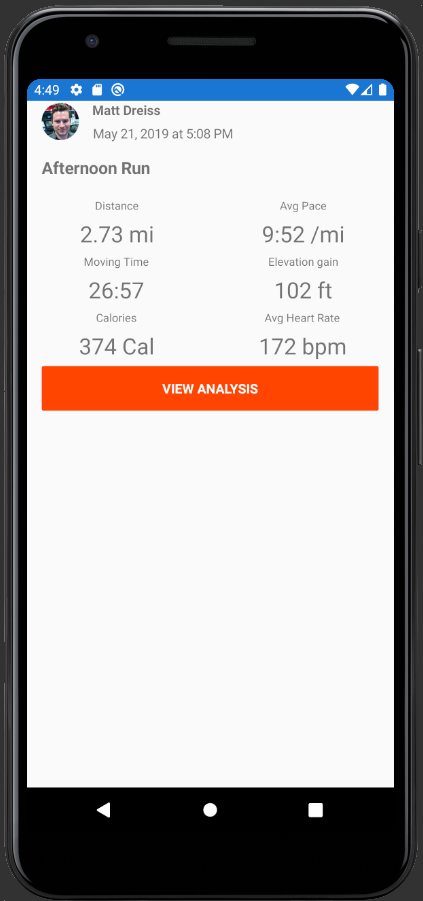 4:49
Matt Dreiss
May 21, 2019 at 5:08 PM
Afternoon Run
Distance Avg Pace
2.73 mi 9:52 /mi
Moving Time Elevation gain
26:57 102 ft
Calories Avg Heart Rate
374 Cal 172 bpm
VIEW ANALYSIS